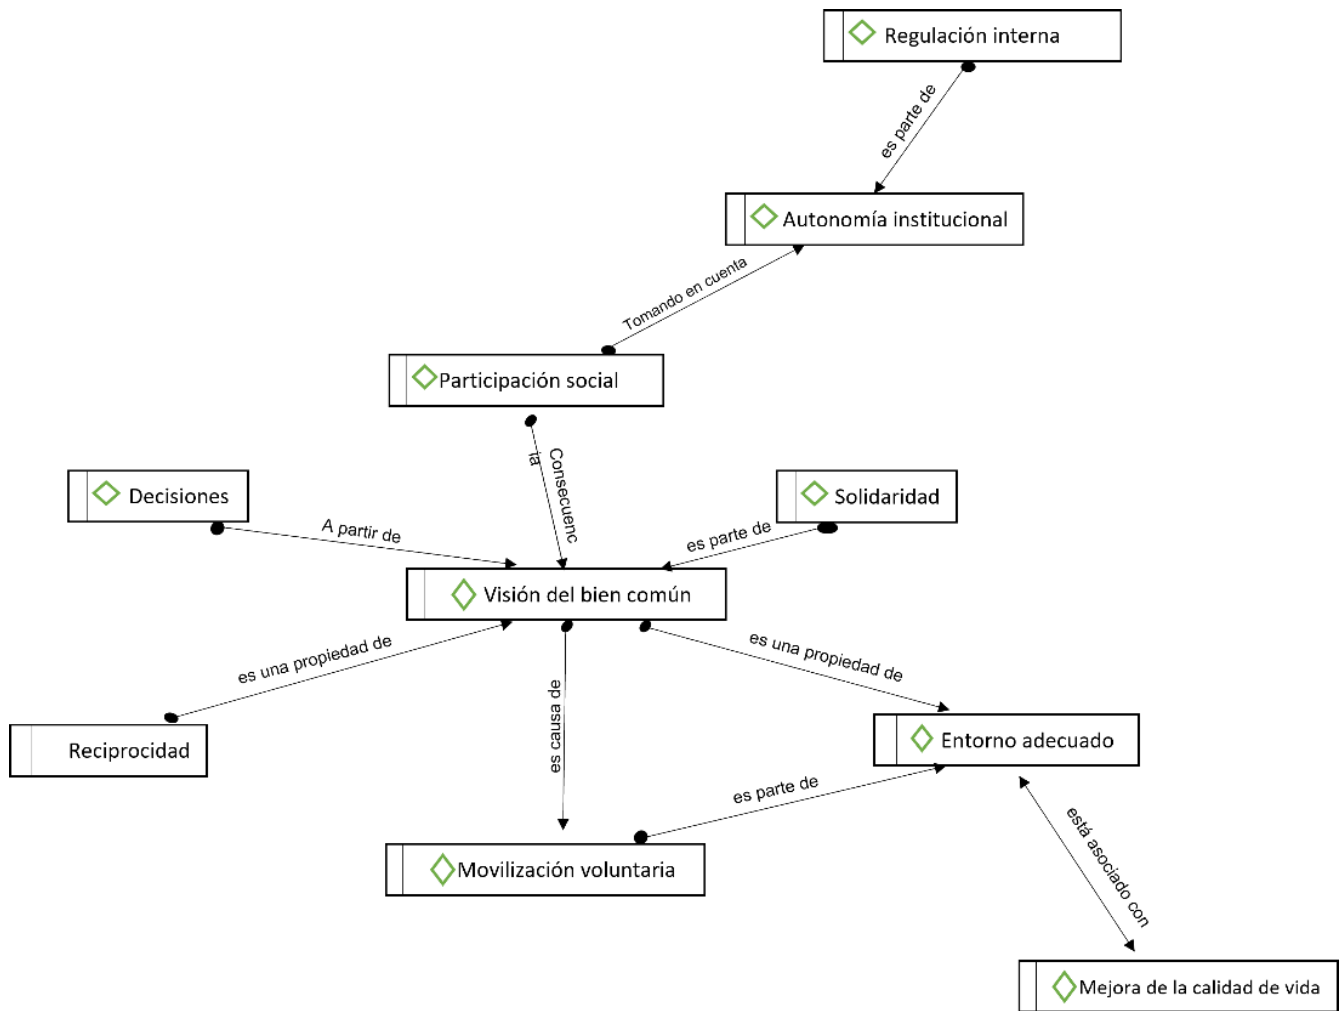 Regulación interna
es parte de
Autonomía institucional
Tomando en cuenta
Participación social
Consecuenc
ia
Decisiones
Solidaridad
A partir de
es parte de
Visión del bien común
es una propiedad de
es una propiedad de
es causa de
Reciprocidad
Entorno adecuado
es parte de
Movilización voluntaria
está asociado con
Mejora de la calidad de vida